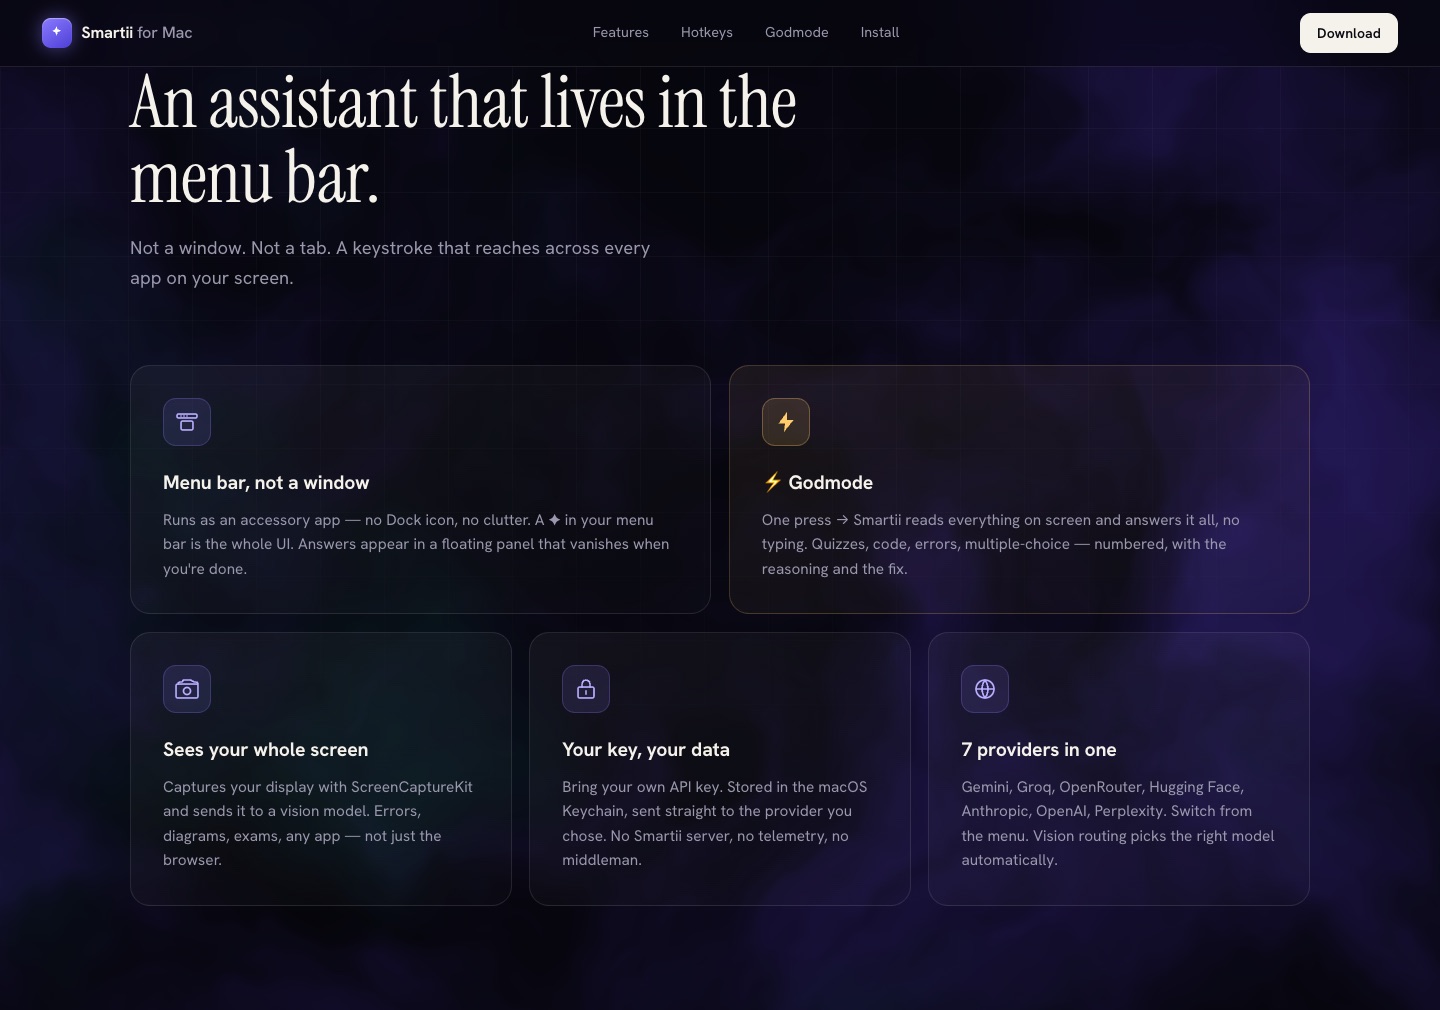 Smartii for Mac
Features
Hotkeys
Godmode
Install
Download
An assistant that lives in the
menu bar.
Not a window. Not a tab. A keystroke that reaches across every
app on your screen.
Menu bar, not a window
Runs as an accessory app — no Dock icon, no clutter. A ✦ in your menu
bar is the whole UI. Answers appear in a floating panel that vanishes when
you're done.
⚡ Godmode
One press → Smartii reads everything on screen and answers it all, no
typing. Quizzes, code, errors, multiple-choice — numbered, with the
reasoning and the fix.
Sees your whole screen
Captures your display with ScreenCaptureKit
and sends it to a vision model. Errors,
diagrams, exams, any app — not just the
browser.
Your key, your data
Bring your own API key. Stored in the macOS
Keychain, sent straight to the provider you
chose. No Smartii server, no telemetry, no
middleman.
7 providers in one
Gemini, Groq, OpenRouter, Hugging Face,
Anthropic, OpenAI, Perplexity. Switch from
the menu. Vision routing picks the right model
automatically.